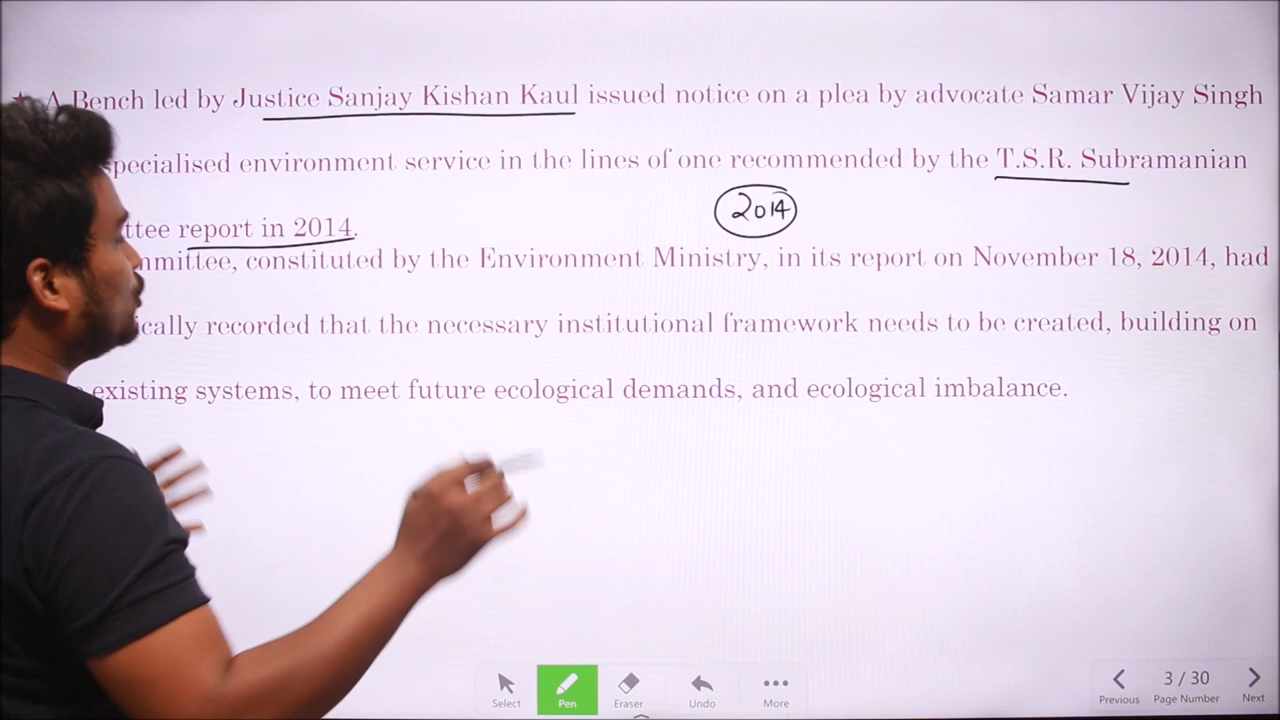 A Bench led by Justice Sanjay Kishan Kaul issued notice on a plea by advocate Samar Vijay Singh
specialised environment service in the lines of one recommended by the T.S.R. Subramanian
ttee report in 2014.
2014
mmittee, constituted by the Environment Ministry, in its report on November 18, 2014, had
ically recorded that the necessary institutional framework needs to be created, building on
existing systems, to meet future ecological demands, and ecological imbalance.
Select Pen Eraser Undo More
Previous 3 / 30 Page Number Next